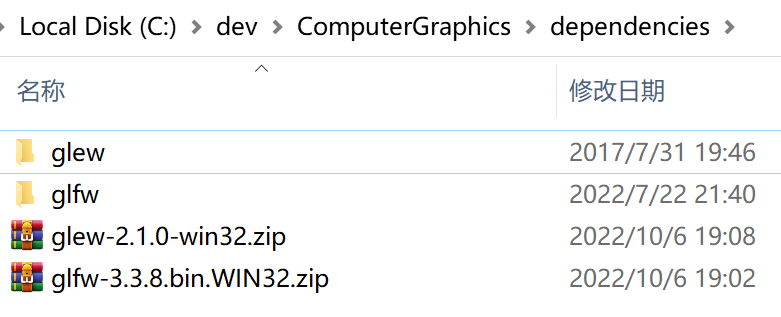 Local Disk (C:) > dev > ComputerGraphics > dependencies >
名称 修改日期
glew 2017/7/31 19:46
glfw 2022/7/22 21:40
glew-2.1.0-win32.zip 2022/10/6 19:08
glfw-3.3.8.bin.WIN32.zip 2022/10/6 19:02